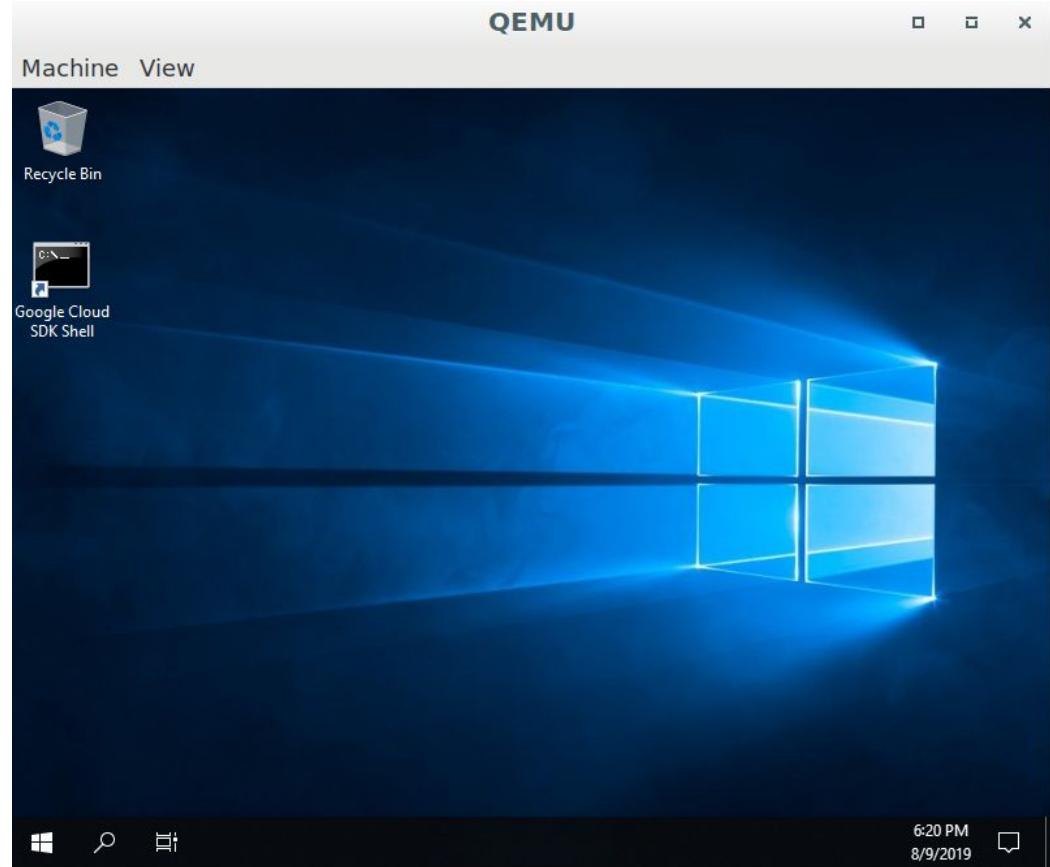 QEMU
Machine View
Recycle Bin
C:\_
Google Cloud
SDK Shell
6:20 PM
8/9/2019